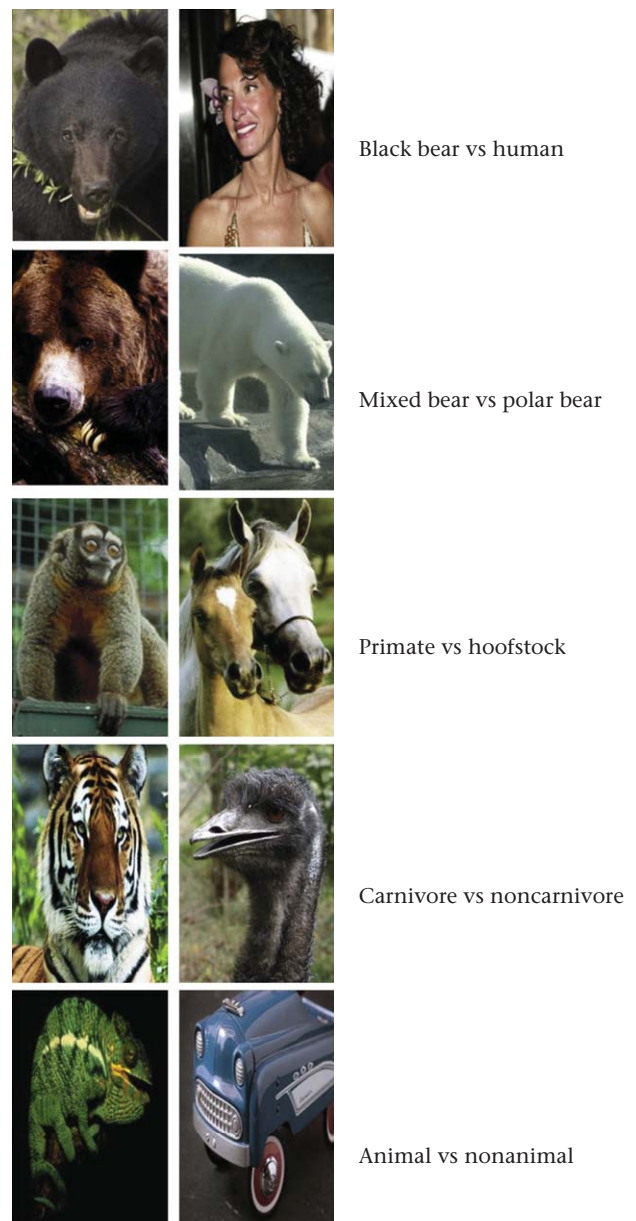 Black bear vs human
Mixed bear vs polar bear
Primate vs hoofstock
Carnivore vs noncarnivore
Animal vs nonanimal